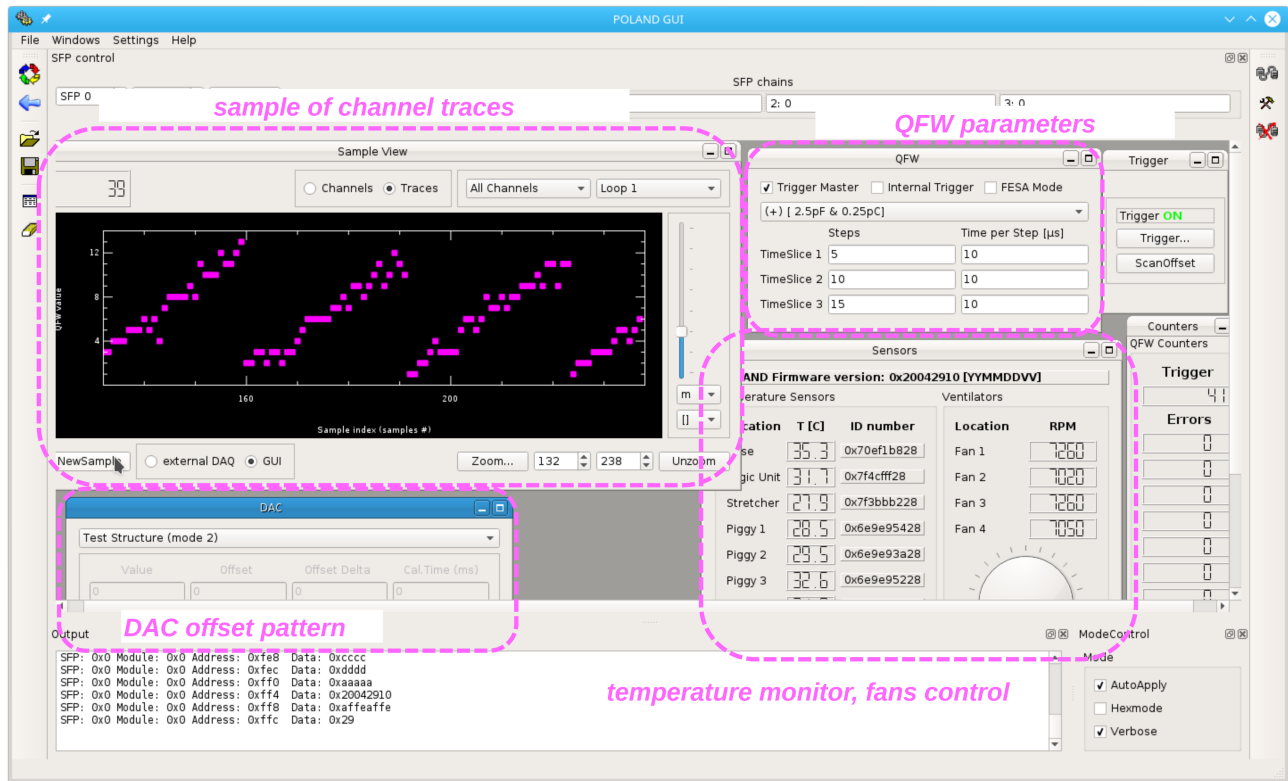 POLAND GUI
File Windows Settings Help
SFP control
SFP chains
SFP 0
2: 0
3: 0
sample of channel traces
QFW parameters
Sample View
39
Channels Traces
All Channels
Loop 1
12
8
4
QFW value
160
200
Sample index (samples #)
m
[]
NewSample
external DAQ GUI
Zoom...
132
238
Unzoom
QFW
Trigger Master Internal Trigger FESA Mode
(+) [ 2.5pF & 0.25pC]
Steps Time per Step [µs]
TimeSlice 1 5 10
TimeSlice 2 10 10
TimeSlice 3 15 10
Trigger
Trigger ON
Trigger...
ScanOffset
Counters
QFW Counters
Trigger
41
Errors
0
0
0
0
0
0
0
Sensors
AND Firmware version: 0x20042910 [YYMMDDVV]
erature Sensors
Ventilators
cation T [C] ID number
Location RPM
se 35.3 0x70ef1b828
Fan 1 7260
gic Unit 31.7 0x7f4cfff28
Fan 2 7020
Stretcher 27.9 0x7f3bbb228
Fan 3 7260
Piggy 1 28.5 0x6e9e95428
Fan 4 7050
Piggy 2 29.5 0x6e9e93a28
Piggy 3 32.6 0x6e9e95228
DAC
Test Structure (mode 2)
Value Offset Offset Delta Cal.Time (ms)
0 0 0 0
DAC offset pattern
Output
SFP: 0x0 Module: 0x0 Address: 0xfe8 Data: 0xcccc
SFP: 0x0 Module: 0x0 Address: 0xfec Data: 0xdddd
SFP: 0x0 Module: 0x0 Address: 0xff0 Data: 0xaaaaa
SFP: 0x0 Module: 0x0 Address: 0xff4 Data: 0x20042910
SFP: 0x0 Module: 0x0 Address: 0xff8 Data: 0xaffeaffe
SFP: 0x0 Module: 0x0 Address: 0xffc Data: 0x29
temperature monitor, fans control
ModeControl
Mode
AutoApply
Hexmode
Verbose